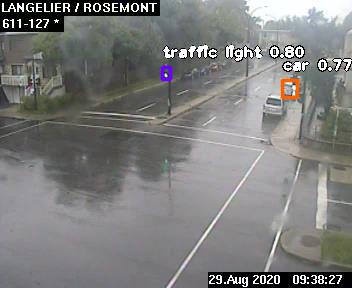 LANGELIER / ROSEMONT
611-127 *
traffic light 0.80
car 0.77
29.Aug 2020 09:38:27